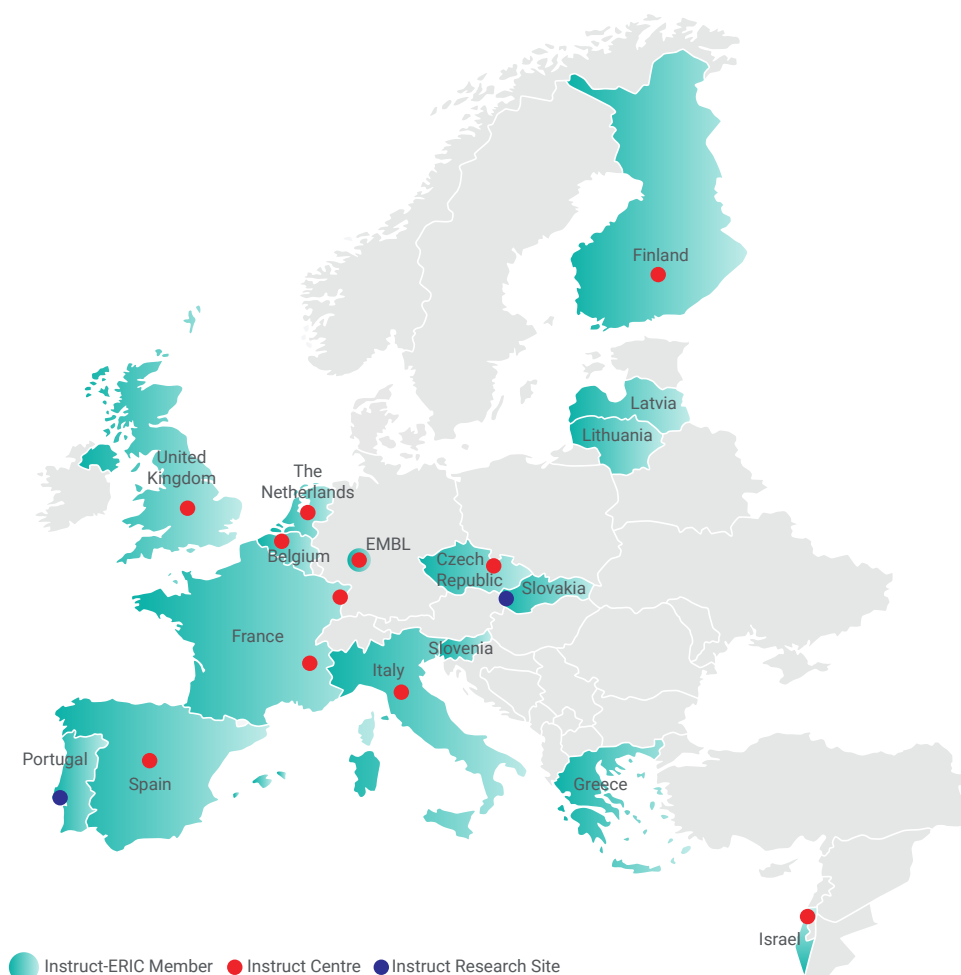 Finland
Latvia
Lithuania
United
Kingdom
The
Netherlands
Belgium
EMBL
Czech
Republic
Slovakia
France
Slovenia
Italy
Portugal
Spain
Greece
Israel
Instruct-ERIC Member
Instruct Centre
Instruct Research Site